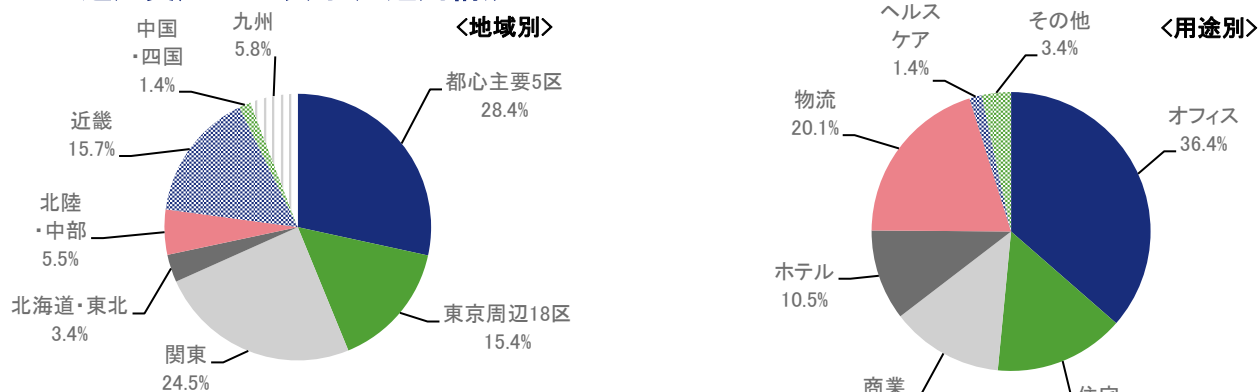 <地域別>
都心主要5区
28.4%
東京周辺18区
15.4%
関東
24.5%
北海道・東北
3.4%
北陸
・中部
5.5%
近畿
15.7%
中国
・四国
1.4%
九州
5.8%
<用途別>
オフィス
36.4%
商業
ホテル
10.5%
物流
20.1%
ヘルス
ケア
1.4%
その他
3.4%